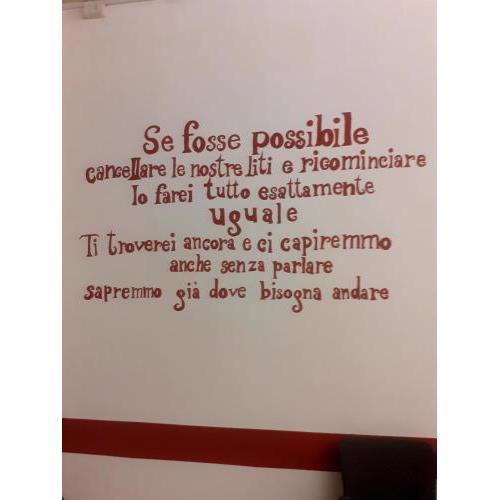 Se fosse possibile
cancellare le nostre liti e ricominciare
Io farei tutto esattamente
uguale
Ti troverei ancora e ci capiremmo
anche senza parlare
sapremmo già dove bisogna andare